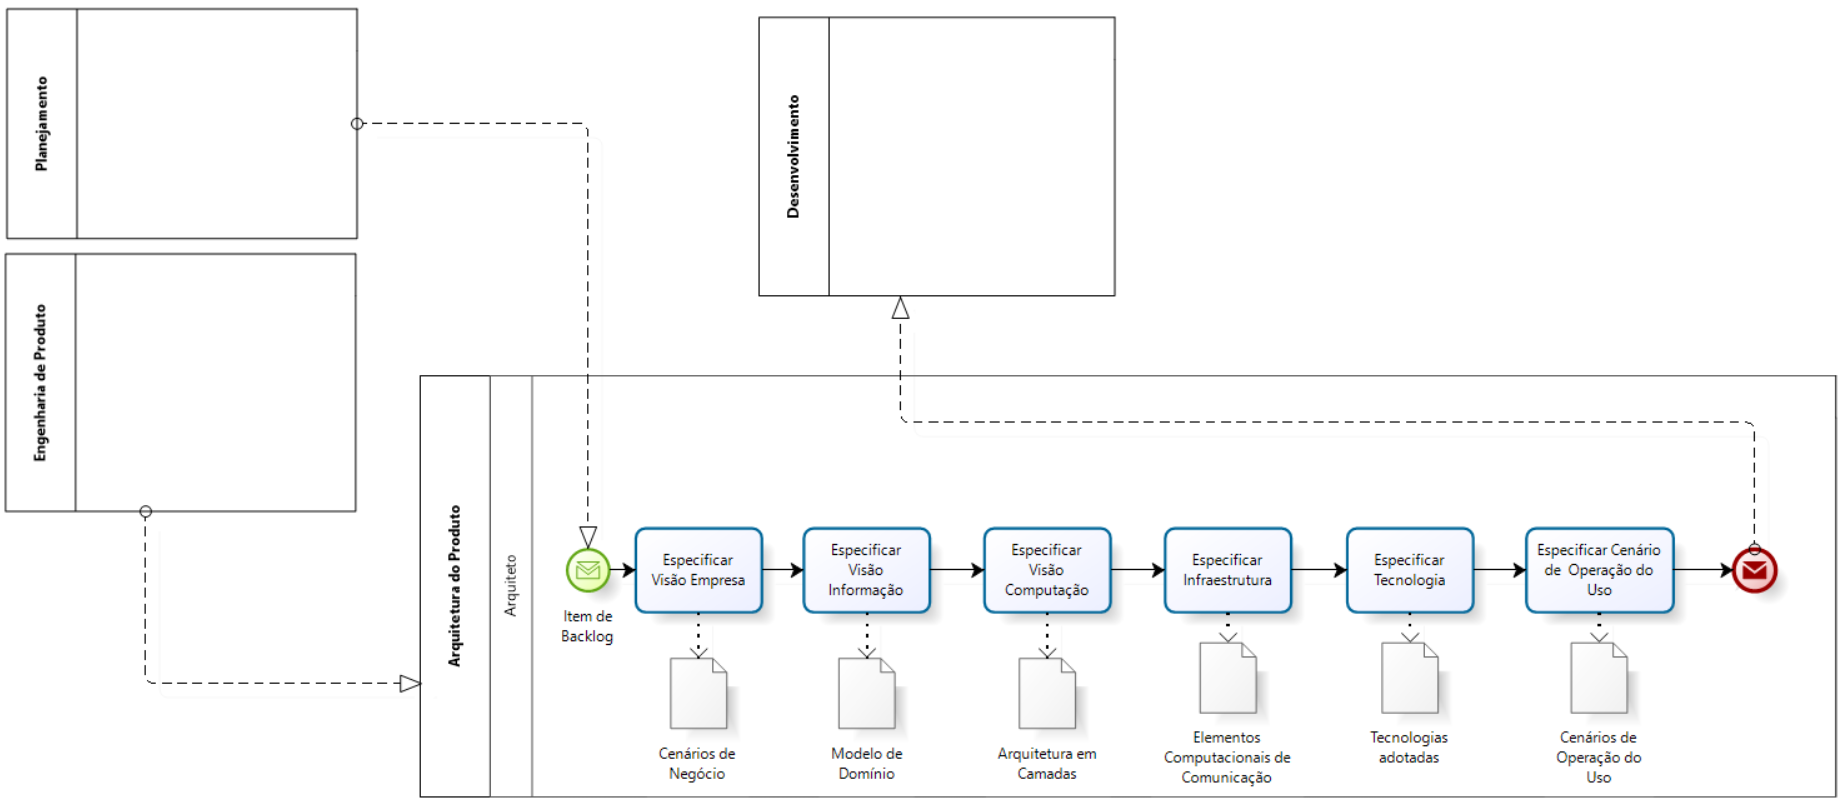 Planejamento
Engenharia de Produto
Desenvolvimento
Arquitetura do Produto
Arquiteto
Item de
Backlog
Especificar
Visão Empresa
Especificar
Visão
Informação
Especificar
Visão
Computação
Especificar
Infraestrutura
Especificar
Tecnologia
Especificar Cenário
de Operação do
Uso
Cenários de
Negócio
Modelo de
Domínio
Arquitetura em
Camadas
Elementos
Computacionais de
Comunicação
Tecnologias
adotadas
Cenários de
Operação do
Uso